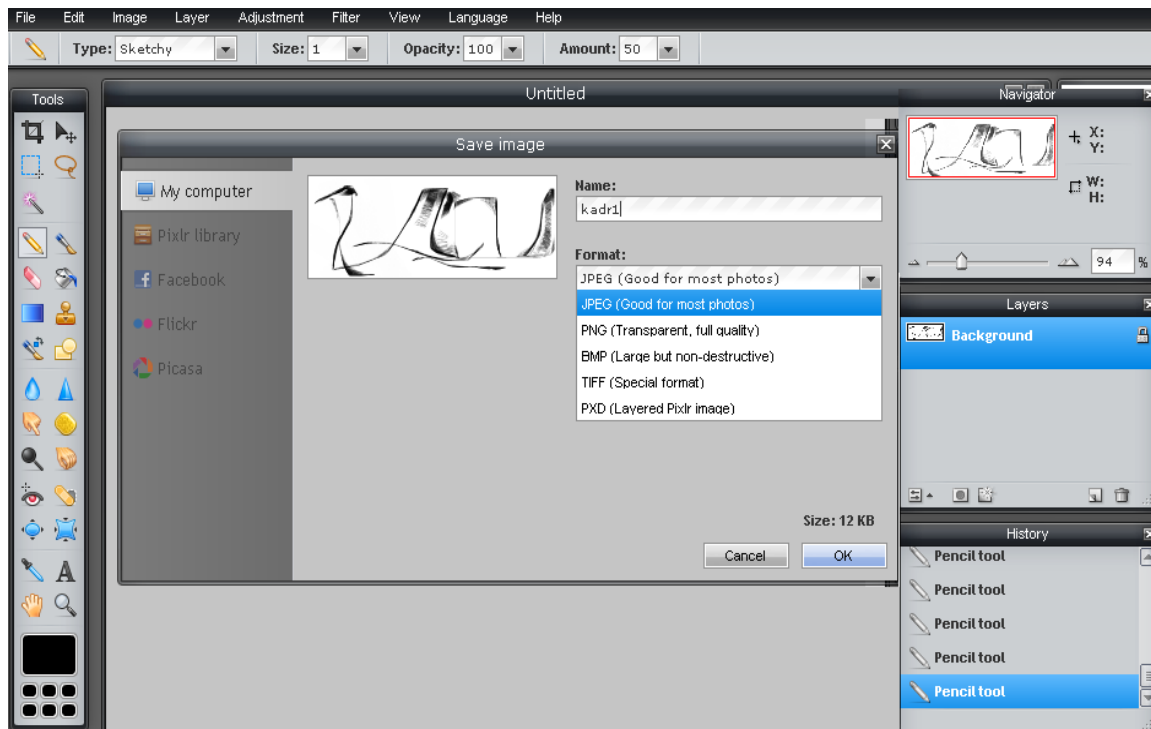 File Edit Image Layer Adjustment Filter View Language Help
Type: Sketchy Size: 1 Opacity: 100 Amount: 50
Tools
Untitled
Navigator
X:
Y:
W:
H:
94 %
Save image
My computer
Pixlr library
Facebook
Flickr
Picasa
Name:
kadr1
Format:
JPEG (Good for most photos)
JPEG (Good for most photos)
PNG (Transparent, full quality)
BMP (Large but non-destructive)
TIFF (Special format)
PXD (Layered Pixlr image)
Size: 12 KB
Cancel OK
Layers
Background
History
Pencil tool
Pencil tool
Pencil tool
Pencil tool
Pencil tool